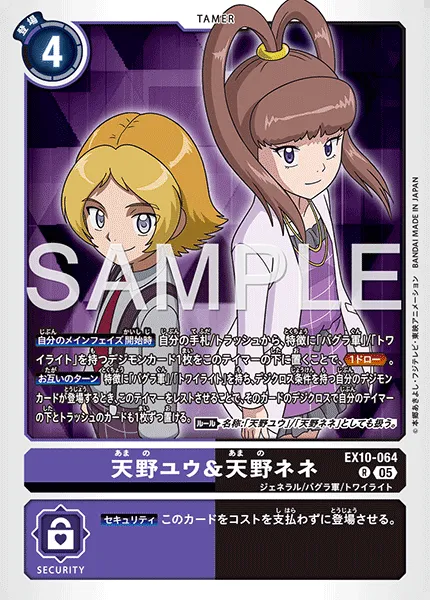 TAMER
登場
4
SAMPLE
自分のメインフェイズ開始時 自分の手札/トラッシュから、特徴に「バグラ軍」/「トワ
イライト」を持つデジモンカード1枚をこのテイマーの下に置くことで、1ドロー。
お互いのターン 特徴に「バグラ軍」/「トワイライト」を持ち、デジクロス条件を持つ自分のデジモン
カードが登場するとき、このテイマーをレストさせることで、そのカードのデジクロスで自分のテイマー
の下とトラッシュのカードも1枚ずつ置ける。
ルール 名称:「天野ユウ」/「天野ネネ」としても扱う。
©本郷あきよし・フジテレビ・東映アニメーション BANDAI MADE IN JAPAN
あまの あまの
天野ユウ&天野ネネ
EX10-064
R 05
ジェネラル/バグラ軍/トワイライト
セキュリティ このカードをコストを支払わずに登場させる。
SECURITY